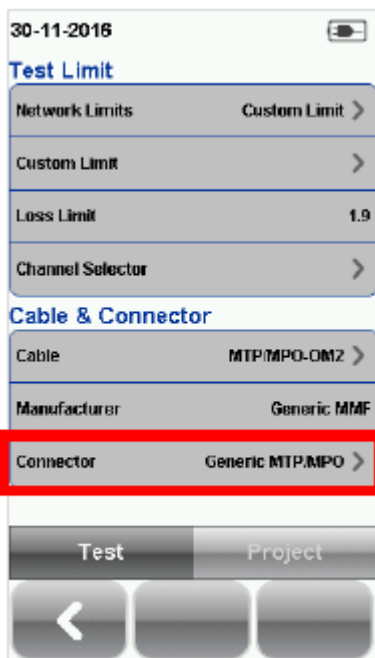 30-11-2016
Test Limit
Network Limits Custom Limit
Custom Limit
Loss Limit 1.9
Channel Selector
Cable & Connector
Cable MTP/MPO-OM2
Manufacturer Generic MMF
Connector Generic MTP/MPO
Test Project